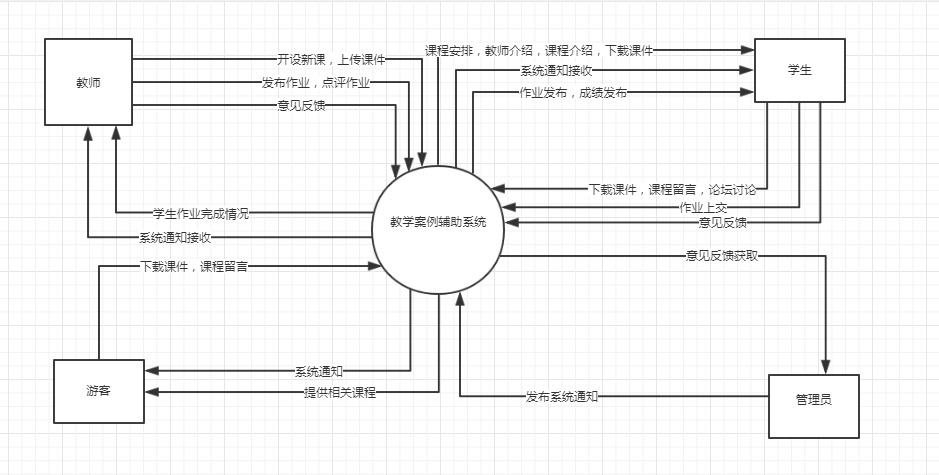 课程安排，教师介绍，课程介绍，下载课件
教师
开设新课，上传课件
系统通知接收
学生
发布作业，点评作业
作业发布，成绩发布
意见反馈
下载课件，课程留言，论坛讨论
学生作业完成情况
作业上交
教学案例辅助系统
意见反馈
系统通知接收
意见反馈获取
下载课件，课程留言
系统通知
游客
提供相关课程
发布系统通知
管理员